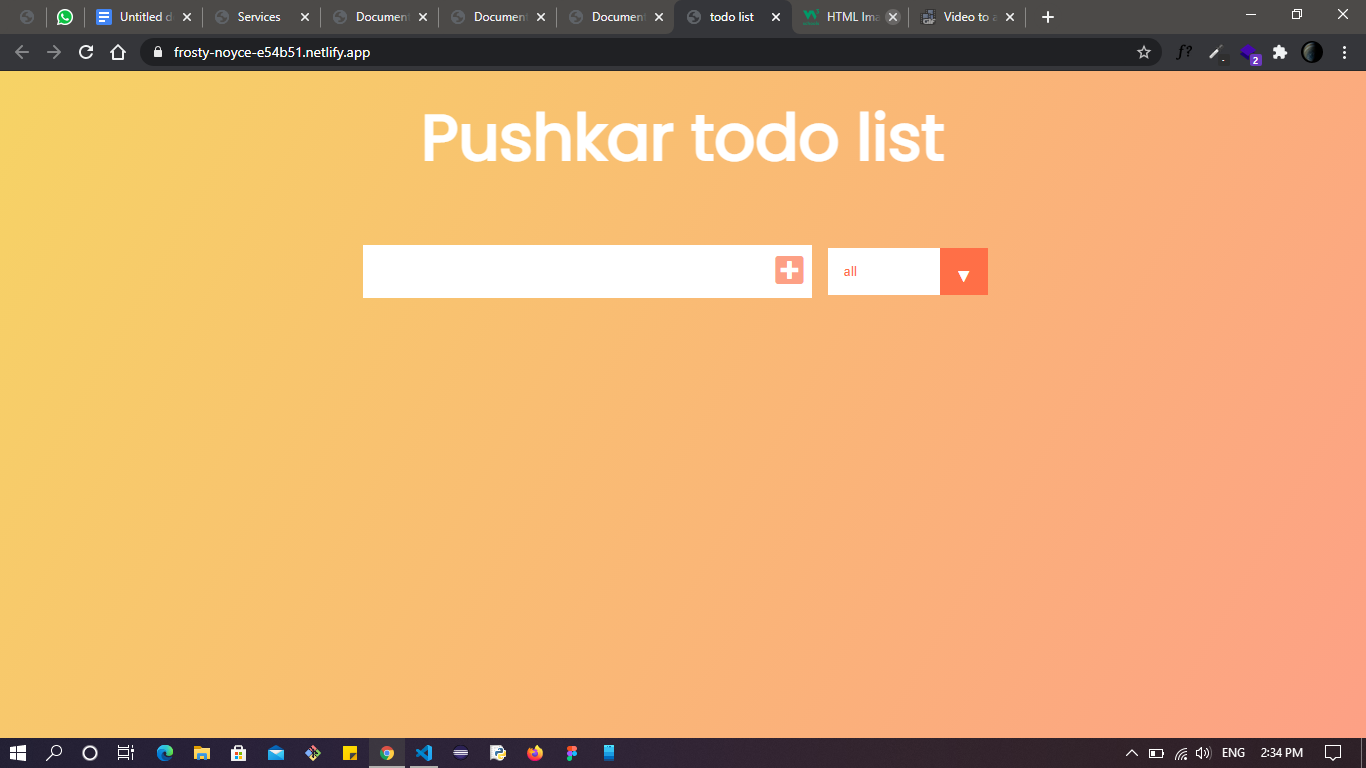 Untitled d
Services
Document
Document
Document
todo list
HTML Ima
Video to a
frosty-noyce-e54b51.netlify.app
f?
2
Pushkar todo list
all
ENG
2:34 PM